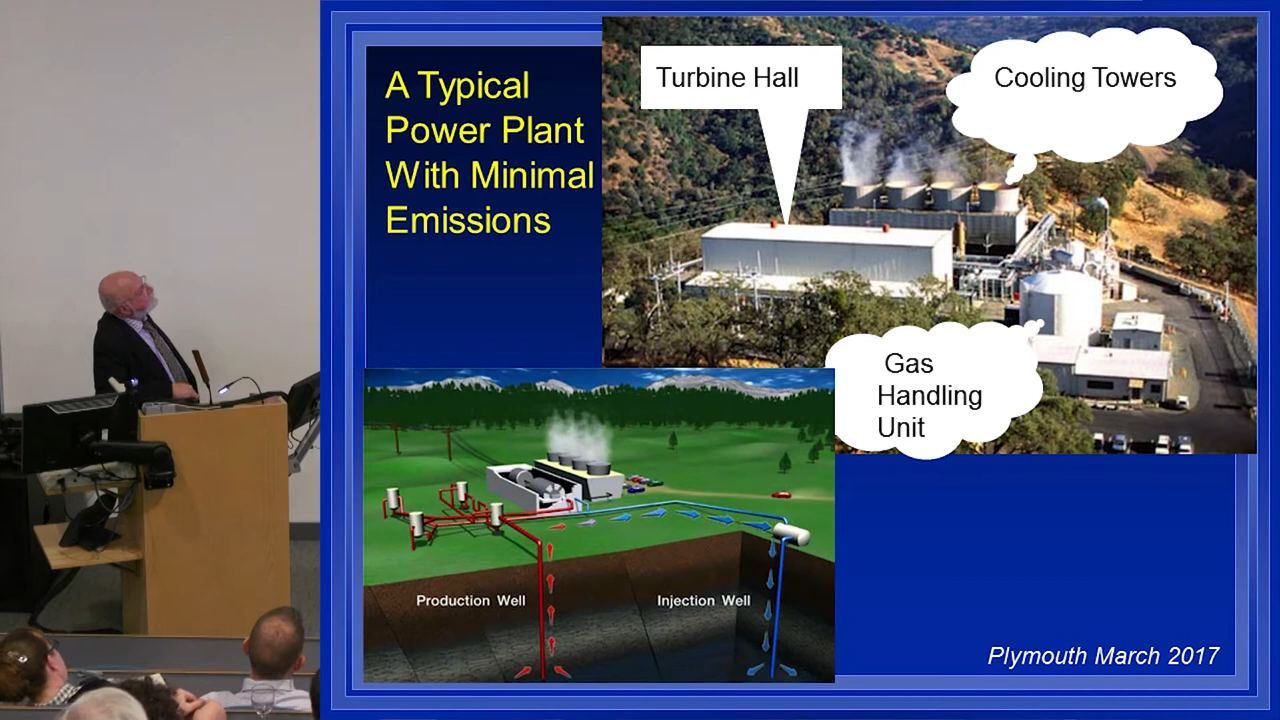 A Typical
Power Plant
With Minimal
Emissions
Turbine Hall
Cooling Towers
Gas
Handling
Unit
Production Well
Injection Well
Plymouth March 2017